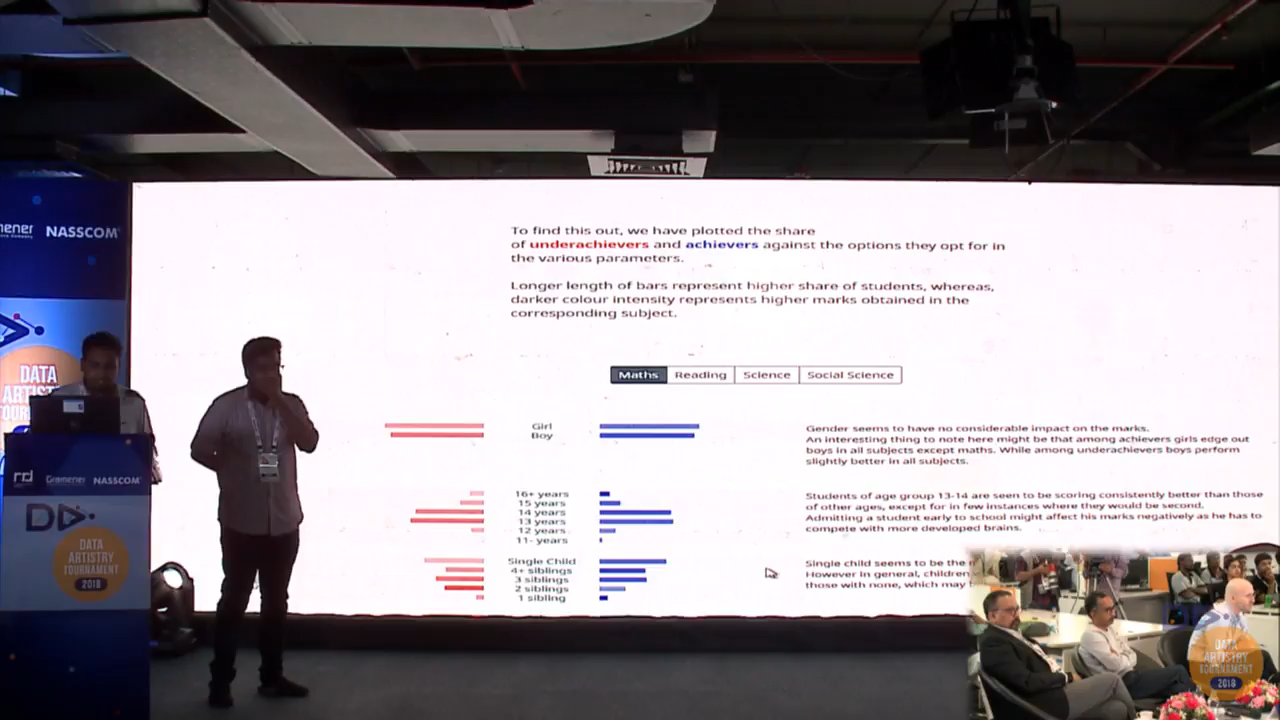 NASSCOM
DATA
ARTIST
Gramener
NASSCOM
DATA
ARTISTRY
TOURNAMENT
2018
To find this out, we have plotted the share
of underachievers and achievers against the options they opt for in
the various parameters.
Longer length of bars represent higher share of students, whereas,
darker colour intensity represents higher marks obtained in the
corresponding subject.
Maths Reading Science Social Science
Girl
Boy
Gender seems to have no considerable impact on the marks.
An interesting thing to note here might be that among achievers girls edge out
boys in all subjects except maths. While among underachievers boys perform
slightly better in all subjects.
16+ years
15 years
14 years
13 years
12 years
11- years
Students of age group 13-14 are seen to be scoring consistently better than those
of other ages, except for in few instances where they would be second.
Admitting a student early to school might affect his marks negatively as he has to
compete with more developed brains.
Single Child
4+ siblings
3 siblings
2 siblings
1 sibling
Single child seems to be the
However in general, children
those with none, which may
DATA
ARTISTRY
TOURNAMENT
2018